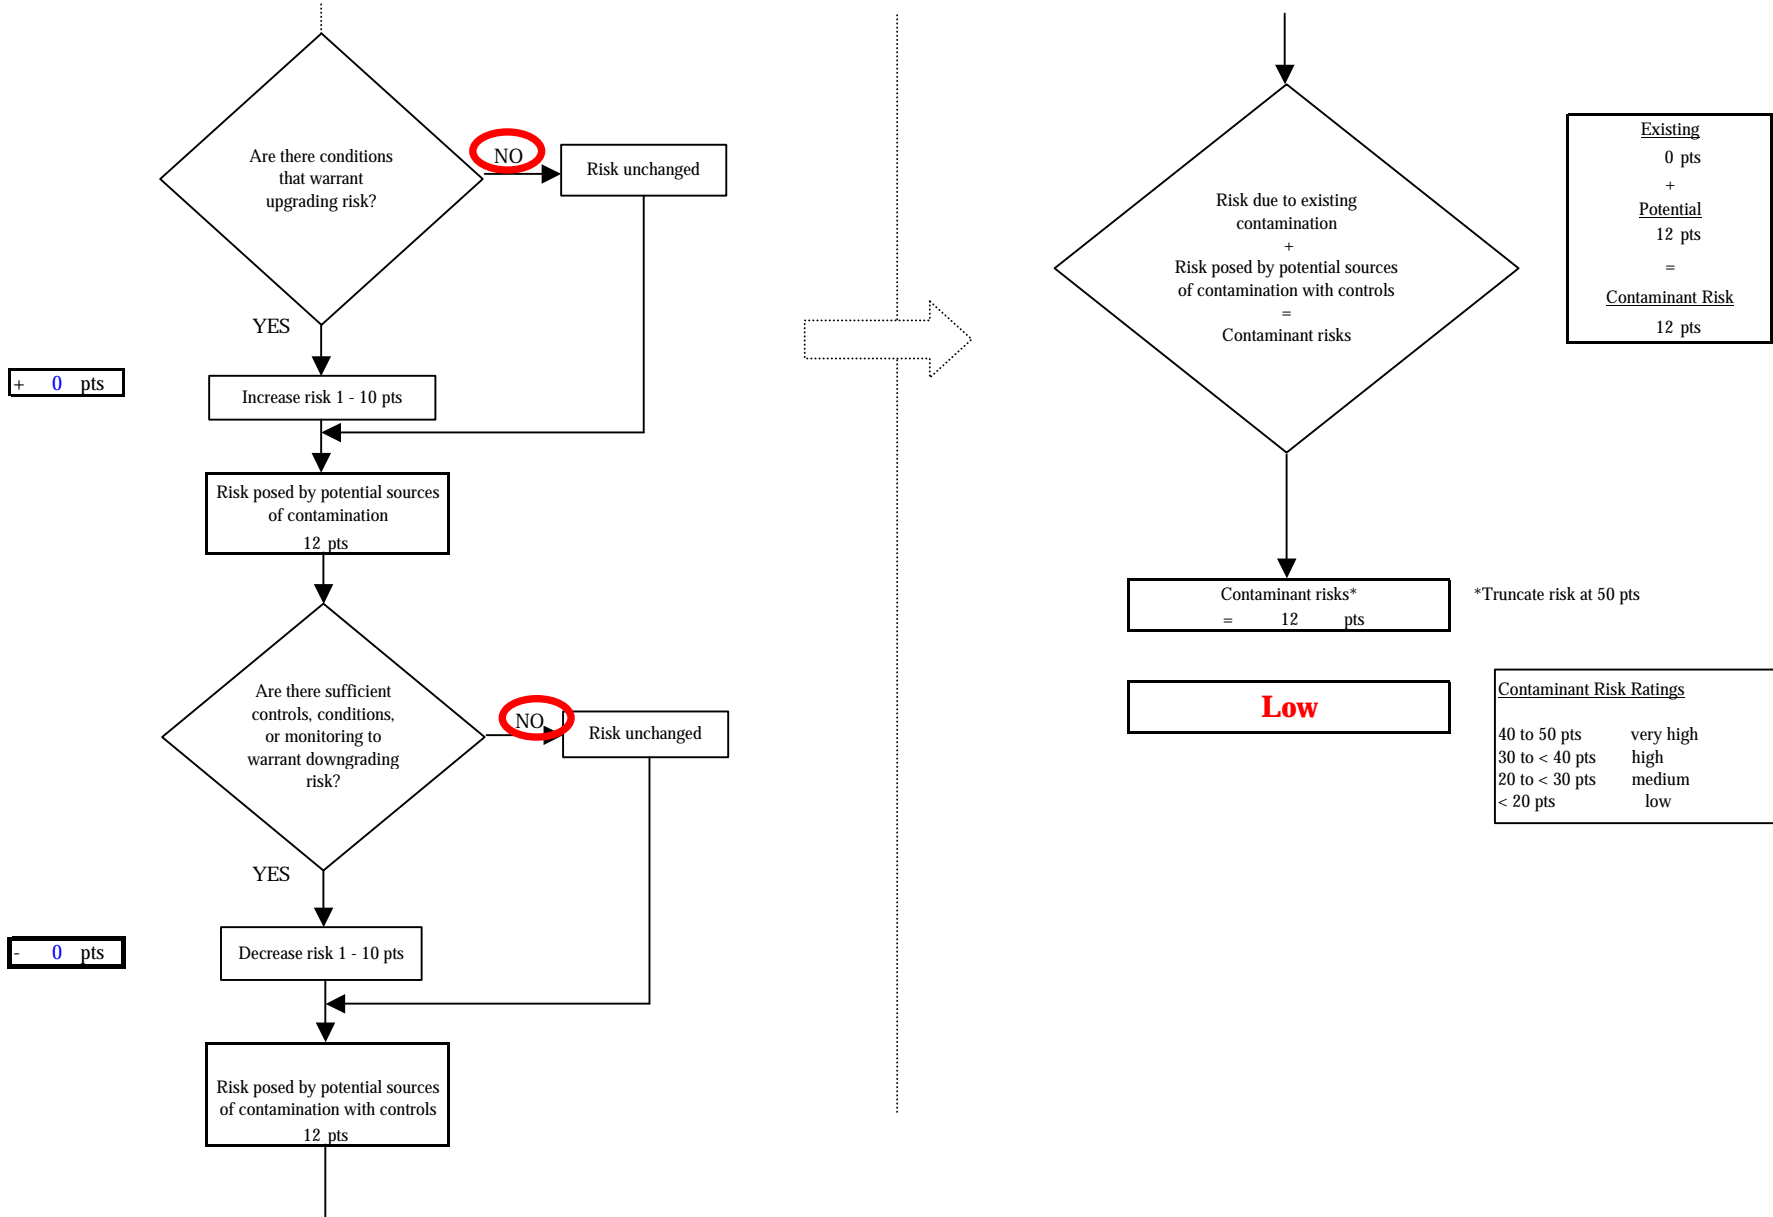 Are there conditions
that warrant
upgrading risk?
NO
Risk unchanged
YES
+ 0 pts
Increase risk 1 - 10 pts
Risk posed by potential sources
of contamination
12 pts
Are there sufficient
controls, conditions,
or monitoring to
warrant downgrading
risk?
NO
Risk unchanged
YES
- 0 pts
Decrease risk 1 - 10 pts
Risk posed by potential sources
of contamination with controls
12 pts
Risk due to existing
contamination
+
Risk posed by potential sources
of contamination with controls
=
Contaminant risks
Existing
0 pts
+
Potential
12 pts
=
Contaminant Risk
12 pts
Contaminant risks*
= 12 pts
*Truncate risk at 50 pts
Low
Contaminant Risk Ratings
40 to 50 pts very high
30 to < 40 pts high
20 to < 30 pts medium
< 20 pts low